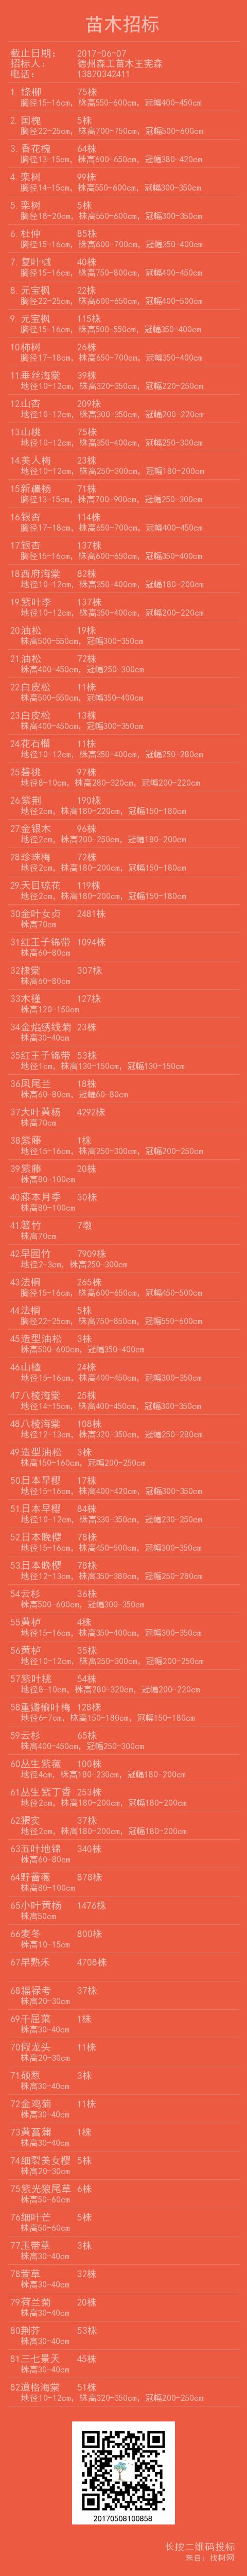 苗木招标
截止日期： 2017-06-07
招标人： 德州森工苗木王宪森
电话： 13820342411
1. 绦柳 75株
胸径15-16cm，株高550-600cm，冠幅400-450cm
2. 国槐 5株
胸径22-25cm，株高700-750cm，冠幅500-600cm
3. 香花槐 64株
胸径13-15cm，株高600-650cm，冠幅380-420cm
4. 栾树 99株
胸径14-15cm，株高550-600cm，冠幅300-350cm
5. 栾树 5株
胸径18-20cm，株高550-600cm，冠幅300-350cm
6. 杜仲 85株
胸径15-16cm，株高600-700cm，冠幅350-400cm
7. 复叶槭 40株
胸径15-16cm，株高750-800cm，冠幅400-450cm
8. 元宝枫 22株
胸径22-25cm，株高600-650cm，冠幅400-500cm
9. 元宝枫 115株
胸径15-16cm，株高500-550cm，冠幅350-400cm
10柿树 26株
胸径17-18cm，株高650-700cm，冠幅350-400cm
11.垂丝海棠 39株
地径10-12cm，株高320-350cm，冠幅220-250cm
12山杏 209株
地径10-12cm，株高300-350cm，冠幅200-220cm
13山桃 75株
地径10-12cm，株高350-400cm，冠幅250-300cm
14美人梅 23株
地径10-12cm，株高250-300cm，冠幅180-200cm
15新疆杨 71株
胸径13-15cm，株高700-900cm，冠幅250-300cm
16银杏 114株
胸径17-18cm，株高650-700cm，冠幅400-450cm
17银杏 137株
胸径15-16cm，株高600-650cm，冠幅350-400cm
18西府海棠 82株
地径10-12cm，株高350-400cm，冠幅180-200cm
19.紫叶李 137株
地径10-12cm，株高350-400cm，冠幅200-220cm
20油松 19株
株高500-550cm，冠幅300-350cm
21.油松 72株
株高400-450cm，冠幅250-300cm
22白皮松 11株
株高500-550cm，冠幅350-400cm
23白皮松 13株
株高400-450cm，冠幅300-350cm
24花石榴 11株
地径10-12cm，株高350-400cm，冠幅250-280cm
25碧桃 97株
地径8-10cm，株高280-320cm，冠幅200-220cm
26紫荆 190株
地径2cm，株高180-220cm，冠幅150-180cm
27金银木 96株
地径2cm，株高200-250cm，冠幅180-200cm
28珍珠梅 72株
地径2cm，株高180-200cm，冠幅150-180cm
29.天目琼花 119株
地径2cm，株高180-200cm，冠幅150-180cm
30金叶女贞 2481株
株高70cm
31红王子锦带 1094株
株高60-80cm
32棣棠 307株
株高60-80cm
33木槿 127株
株高120-150cm
34金焰绣线菊 23株
株高30-40cm
35红王子锦带 53株
地径1cm，株高130-150cm，冠幅130-150cm
36凤尾兰 18株
株高60-80cm，冠幅60-80cm
37大叶黄杨 4292株
株高70cm
38紫藤 1株
地径15-16cm，株高250-300cm，冠幅200-250cm
39.紫藤 20株
株高80-100cm
40藤本月季 30株
株高80-100cm
41.箬竹 7墩
株高70cm
42.早园竹 7909株
地径2-3cm，株高250-300cm
43法桐 265株
胸径15-16cm，株高600-650cm，冠幅450-500cm
44.法桐 5株
胸径22-25cm，株高750-850cm，冠幅550-600cm
45造型油松 3株
株高500-600cm，冠幅350-400cm
46山楂 24株
地径15-16cm，株高400-450cm，冠幅300-350cm
47八棱海棠 25株
地径14-15cm，株高400-450cm，冠幅300-350cm
48八棱海棠 108株
地径12-13cm，株高320-350cm，冠幅250-280cm
49.造型油松 3株
株高150-160cm，冠幅200-250cm
50日本早樱 17株
地径15-16cm，株高400-420cm，冠幅300-350cm
51.日本早樱 84株
地径10-12cm，株高330-350cm，冠幅230-250cm
52日本晚樱 78株
地径15-16cm，株高450-500cm，冠幅300-350cm
53日本晚樱 78株
地径12-13cm，株高350-380cm，冠幅250-280cm
54云杉 36株
株高500-600cm，冠幅300-350cm
55黄栌 4株
地径15-16cm，株高350-400cm，冠幅300-350cm
56黄栌 35株
地径10-12cm，株高250-300cm，冠幅200-250cm
57紫叶桃 54株
地径8-10cm，株高280-320cm，冠幅200-220cm
58重瓣榆叶梅 128株
地径6-7cm，株高150-180cm，冠幅150-180cm
59云杉 65株
株高400-450cm，冠幅250-300cm
60丛生紫薇 100株
地径4cm，株高180-230cm，冠幅180-200cm
61丛生紫丁香 253株
地径2cm，株高180-200cm，冠幅180-200cm
62猬实 37株
地径2cm，株高180-200cm，冠幅180-200cm
63五叶地锦 340株
株高60-80cm
64野蔷薇 878株
株高80-100cm
65小叶黄杨 1476株
株高50cm
66麦冬 800株
株高10-15cm
67早熟禾 4708株
68福禄考 37株
株高20-30cm
69千屈菜 1株
株高30-40cm
70假龙头 11株
株高20-30cm
71硕葱 3株
株高30-40cm
72金鸡菊 11株
株高30-40cm
73黄菖蒲 1株
株高30-40cm
74细裂美女樱 5株
株高20-30cm
75紫光狼尾草 6株
株高50-60cm
76细叶芒 5株
株高50-60cm
77玉带草 3株
株高30-40cm
78萱草 32株
株高30-40cm
79荷兰菊 20株
株高30-40cm
80荆芥 53株
株高30-40cm
81三七景天 45株
株高30-40cm
82道格海棠 51株
地径10-12cm，株高320-350cm，冠幅200-250cm
20170508100858
长按二维码投标
来自：找树网